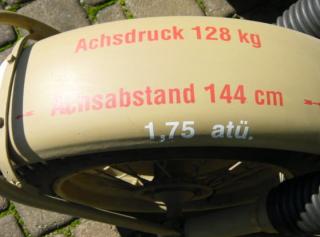 Achsdruck 128 kg
Achsabstand 144 cm
1,75 atü.